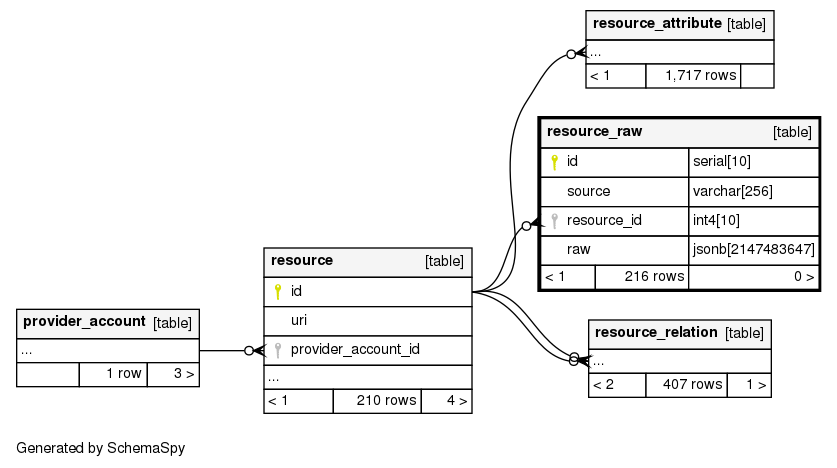 resource_attribute [table]
...
< 1 1,717 rows
resource_raw [table]
id serial[10]
source varchar[256]
resource_id int4[10]
raw jsonb[2147483647]
< 1 216 rows 0 >
resource [table]
id
uri
provider_account_id
...
< 1 210 rows 4 >
provider_account [table]
...
1 row 3 >
resource_relation [table]
...
< 2 407 rows 1 >
Generated by SchemaSpy